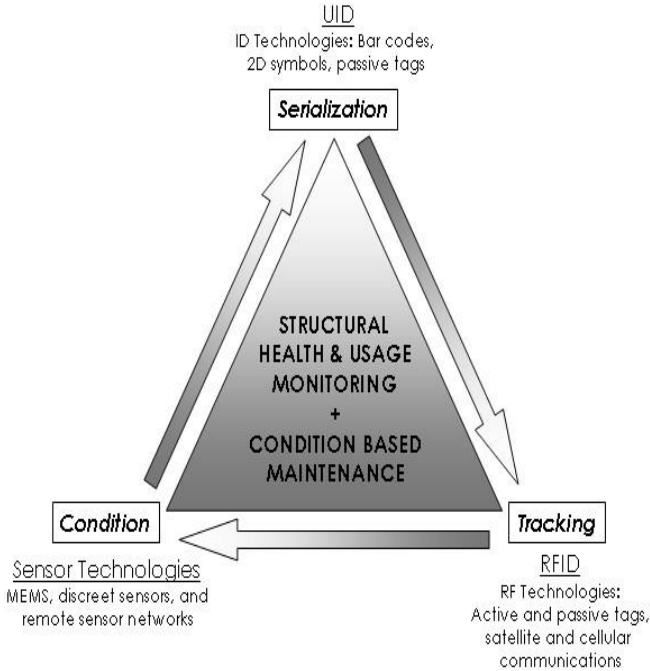 UID
ID Technologies: Bar codes,
2D symbols, passive tags
Serialization
STRUCTURAL
HEALTH & USAGE
MONITORING
+
CONDITION BASED
MAINTENANCE
Condition
Sensor Technologies
MEMS, discreet sensors, and
remote sensor networks
Tracking
RFID
RF Technologies:
Active and passive tags,
satellite and cellular
communications